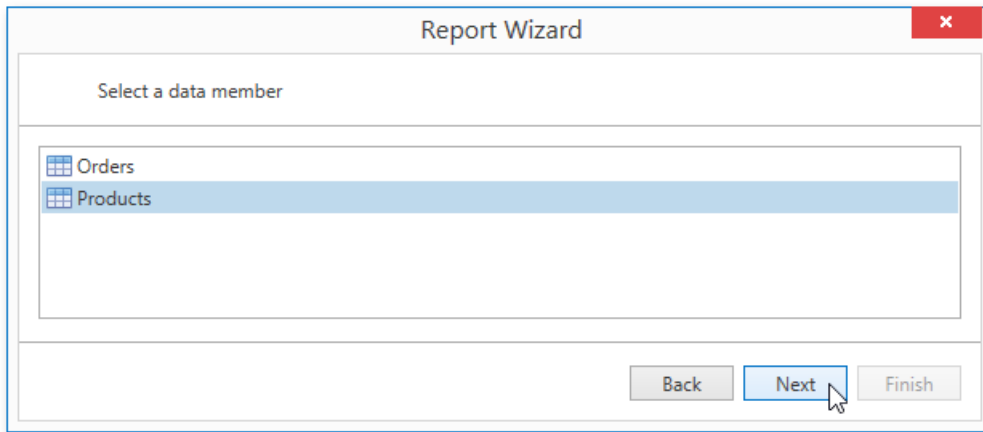 Report Wizard
Select a data member
Orders
Products
Back Next Finish